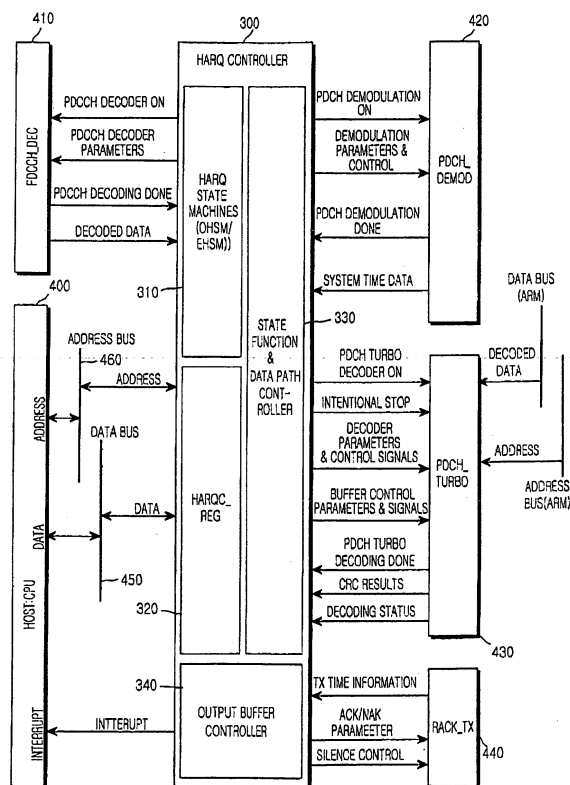 410
300
420
HARQ CONTROLLER
PDCCH_DEC
PDCCH DECODER ON
PDCCH DECODER
PARAMETERS
PDCCH DECODING DONE
DECODED DATA
HARQ
STATE
MACHINES
(OHSM/
EHSM))
310
STATE
FUNCTION
&
DATA PATH
CONT-
ROLLER
330
PDCH DEMODULATION
ON
DEMODULATION
PARAMETERS &
CONTROL
PDCH DEMODULATION
DONE
SYSTEM TIME DATA
PDCH_
DEMOD
400
HOST:CPU
ADDRESS BUS
460
ADDRESS
ADDRESS
DATA BUS
DATA
DATA
450
HARQC_
REG
320
PDCH TURBO
DECODER ON
INTENTIONAL STOP
DECODER
PARAMETERS
& CONTROL SIGNALS
BUFFER CONTROL
PARAMETERS & SIGNALS
PDCH TURBO
DECODING DONE
CRC RESULTS
DECODING STATUS
PDCH_
TURBO
DATA BUS
(ARM)
DECODED
DATA
ADDRESS
ADDRESS
BUS(ARM)
430
340
OUTPUT BUFFER
CONTROLLER
INTERRUPT
INTTERUPT
TX TIME INFORMATION
ACK/NAK
PARAMEETER
SILENCE CONTROL
RACK_TX
440